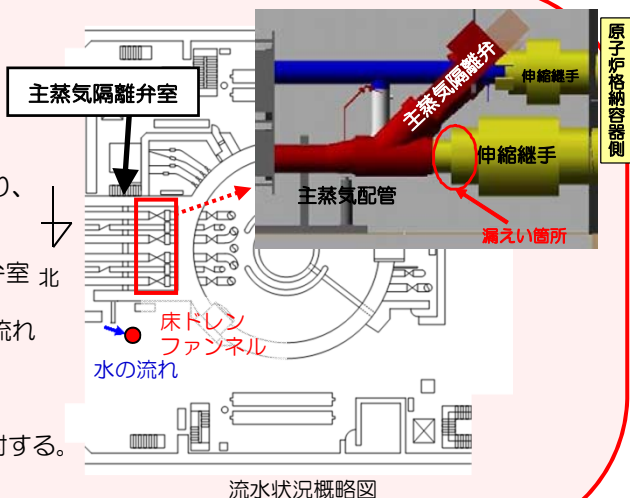 主蒸気隔離弁室
り、
弁室
流れ
討する。
北
主蒸気隔離弁
伸縮継手
伸縮継手
主蒸気配管
漏えい箇所
原子炉格納容器側
床ドレン
ファンネル
水の流れ
流水状況概略図